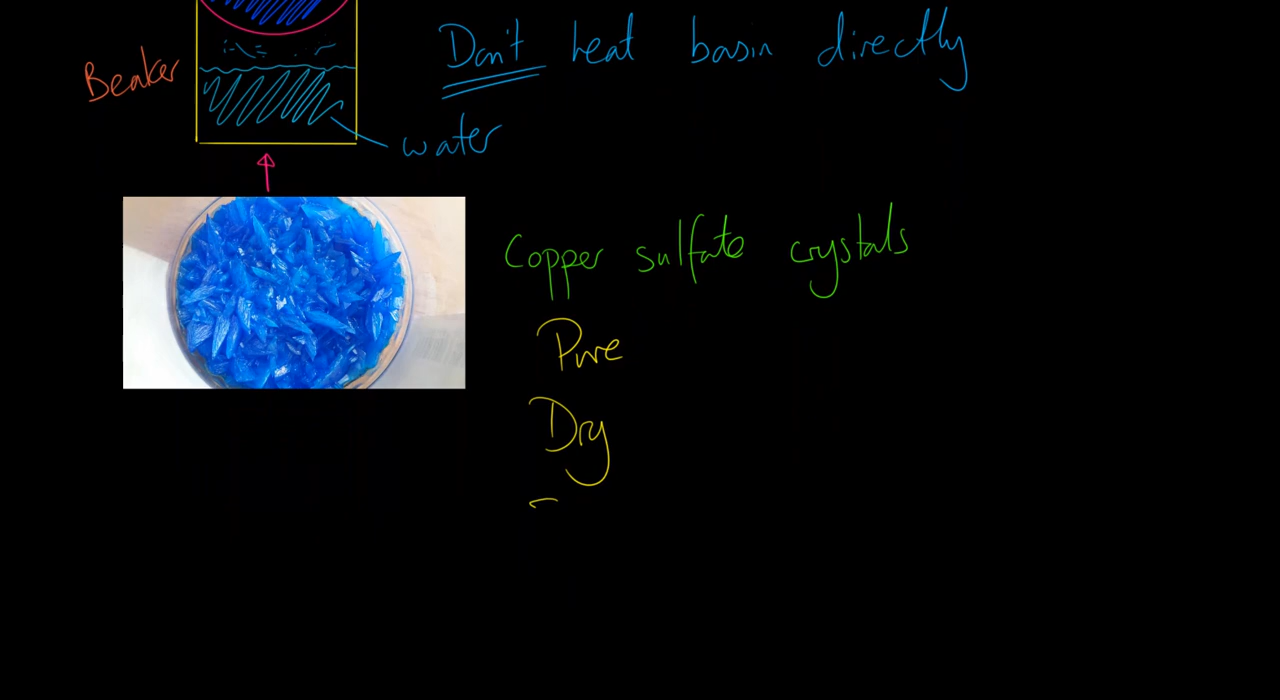 Don't heat basin directly
Beaker
water
Copper sulfate crystals
Pure
Dry